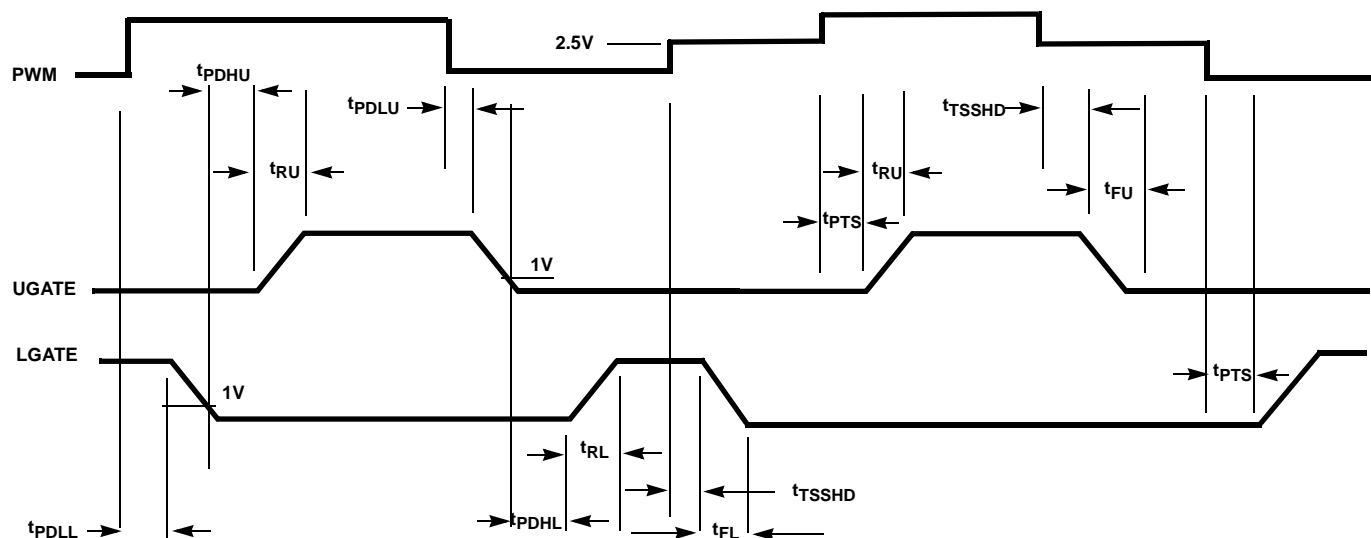 2.5V
PWM
tPDHU
tPDLU
tTSSHD
tRU
tRU
tFU
tPTS
1V
UGATE
LGATE
tPTS
1V
tRL
tTSSHD
tPDLL
tPDHL
tFL